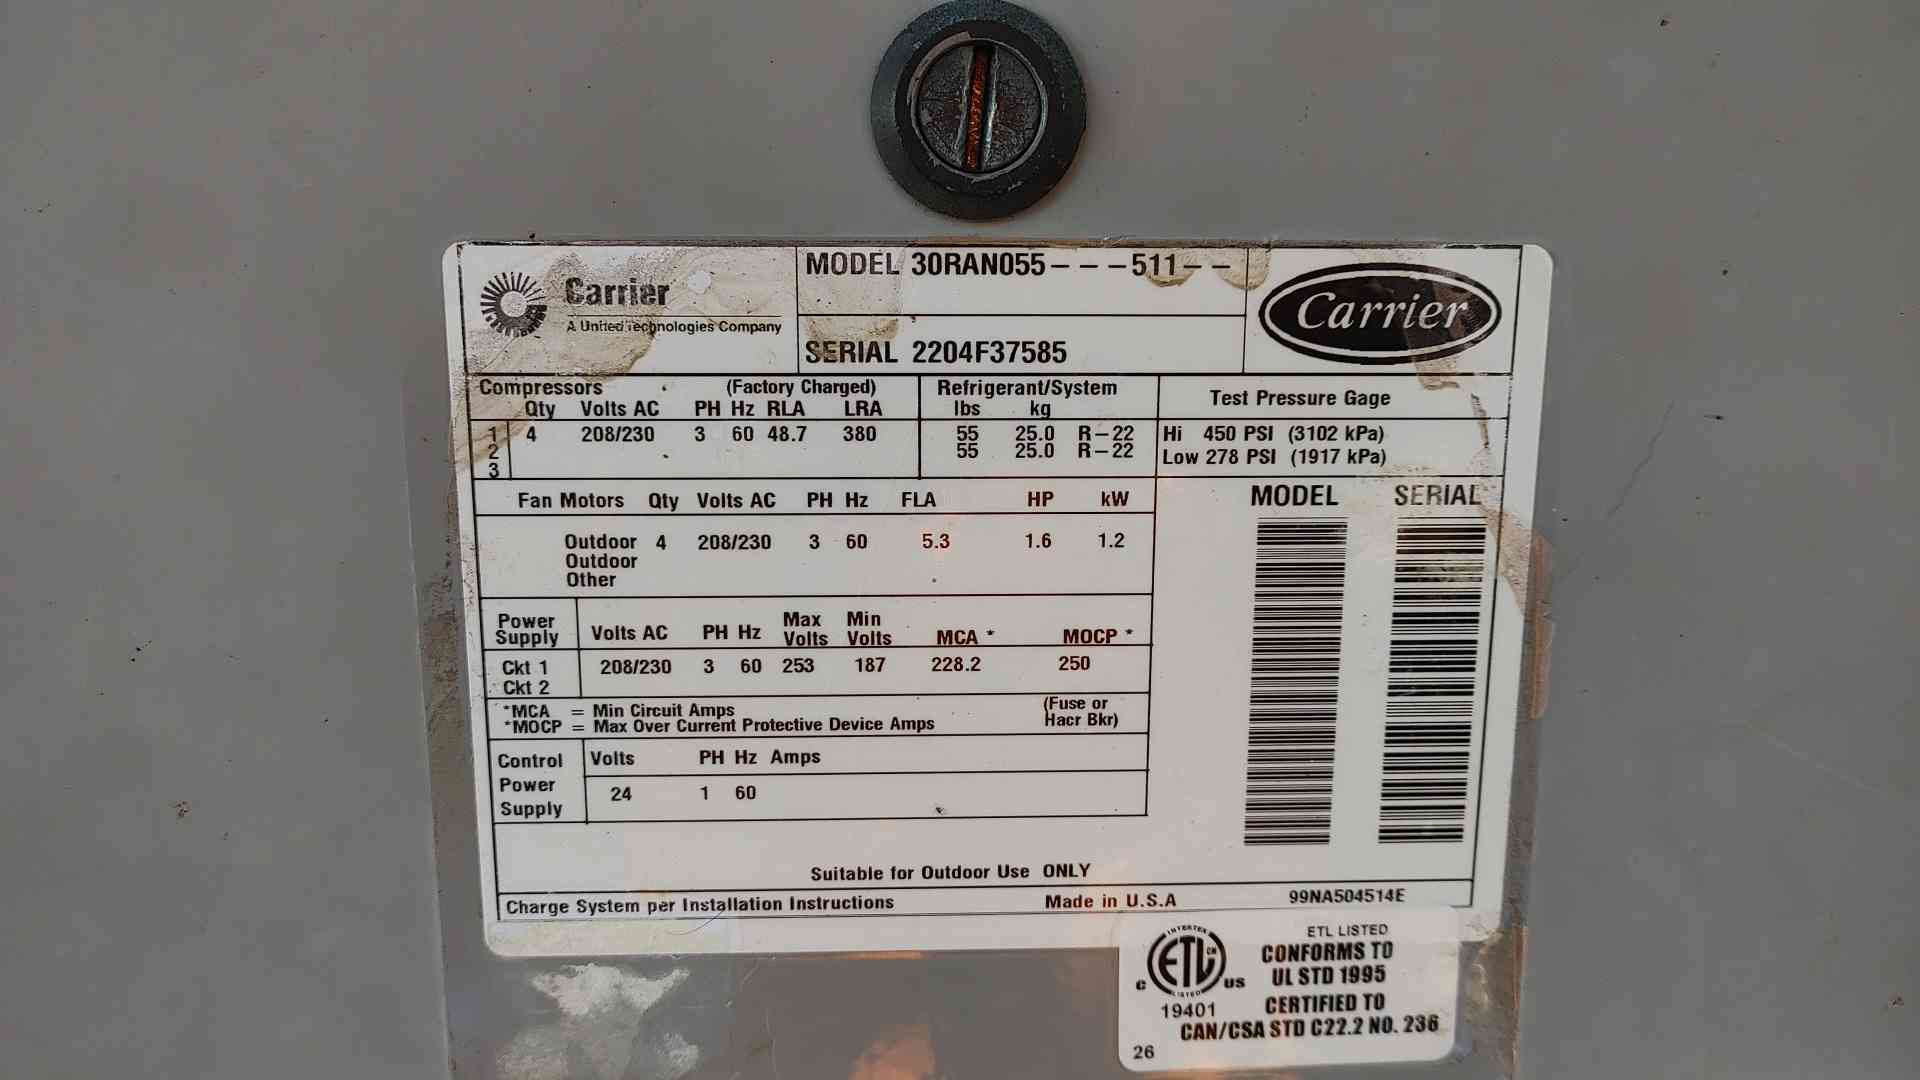 Carrier
A United Technologies Company
MODEL 30RAN055---511--
SERIAL 2204F37585
Carrier
Compressors (Factory Charged)
Qty Volts AC PH Hz RLA LRA
1 4 208/230 3 60 48.7 380
2
3
Refrigerant/System
lbs kg
55 25.0 R-22
55 25.0 R-22
Test Pressure Gage
Hi 450 PSI (3102 kPa)
Low 278 PSI (1917 kPa)
Fan Motors Qty Volts AC PH Hz FLA HP kW
Outdoor 4 208/230 3 60 5.3 1.6 1.2
Outdoor
Other
MODEL SERIAL
Power Supply Volts AC PH Hz Max Volts Min Volts MCA * MOCP *
Ckt 1 208/230 3 60 253 187 228.2 250
Ckt 2
*MCA = Min Circuit Amps
*MOCP = Max Over Current Protective Device Amps
(Fuse or
Hacr Bkr)
Control Power Supply
Volts PH Hz Amps
24 1 60
Suitable for Outdoor Use ONLY
Charge System per Installation Instructions Made in U.S.A 99NA504514E
INTERTEK
ETL CM
LISTED
c us
19401
26
ETL LISTED
CONFORMS TO
UL STD 1995
CERTIFIED TO
CAN/CSA STD C22.2 NO. 236